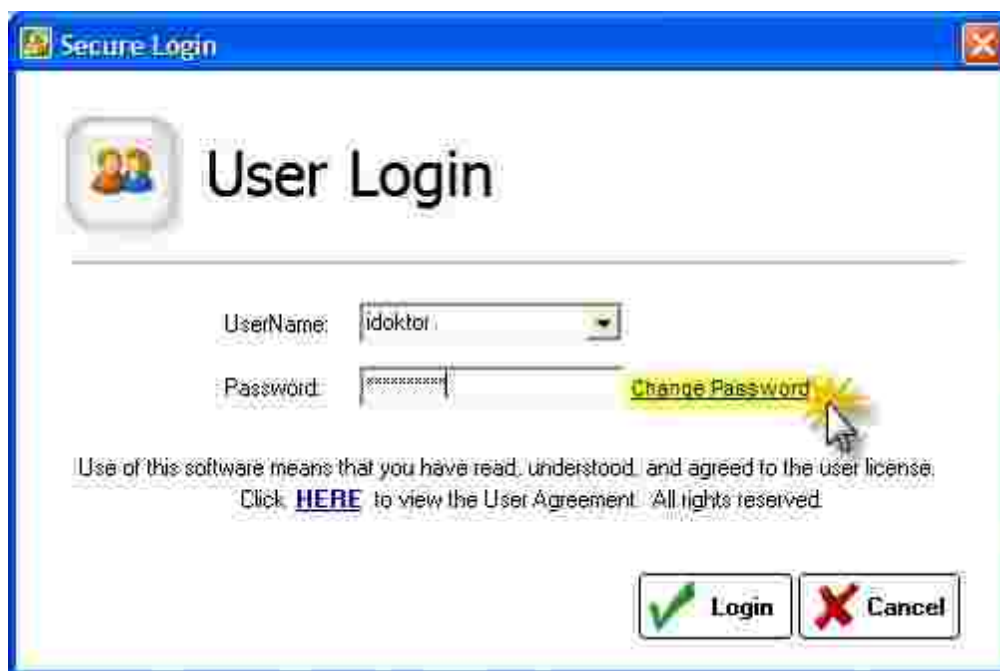 Secure Login
User Login
UserName: idoktor
Password: ********* Change Password
Use of this software means that you have read, understood, and agreed to the user license.
Click HERE to view the User Agreement. All rights reserved.
Login Cancel